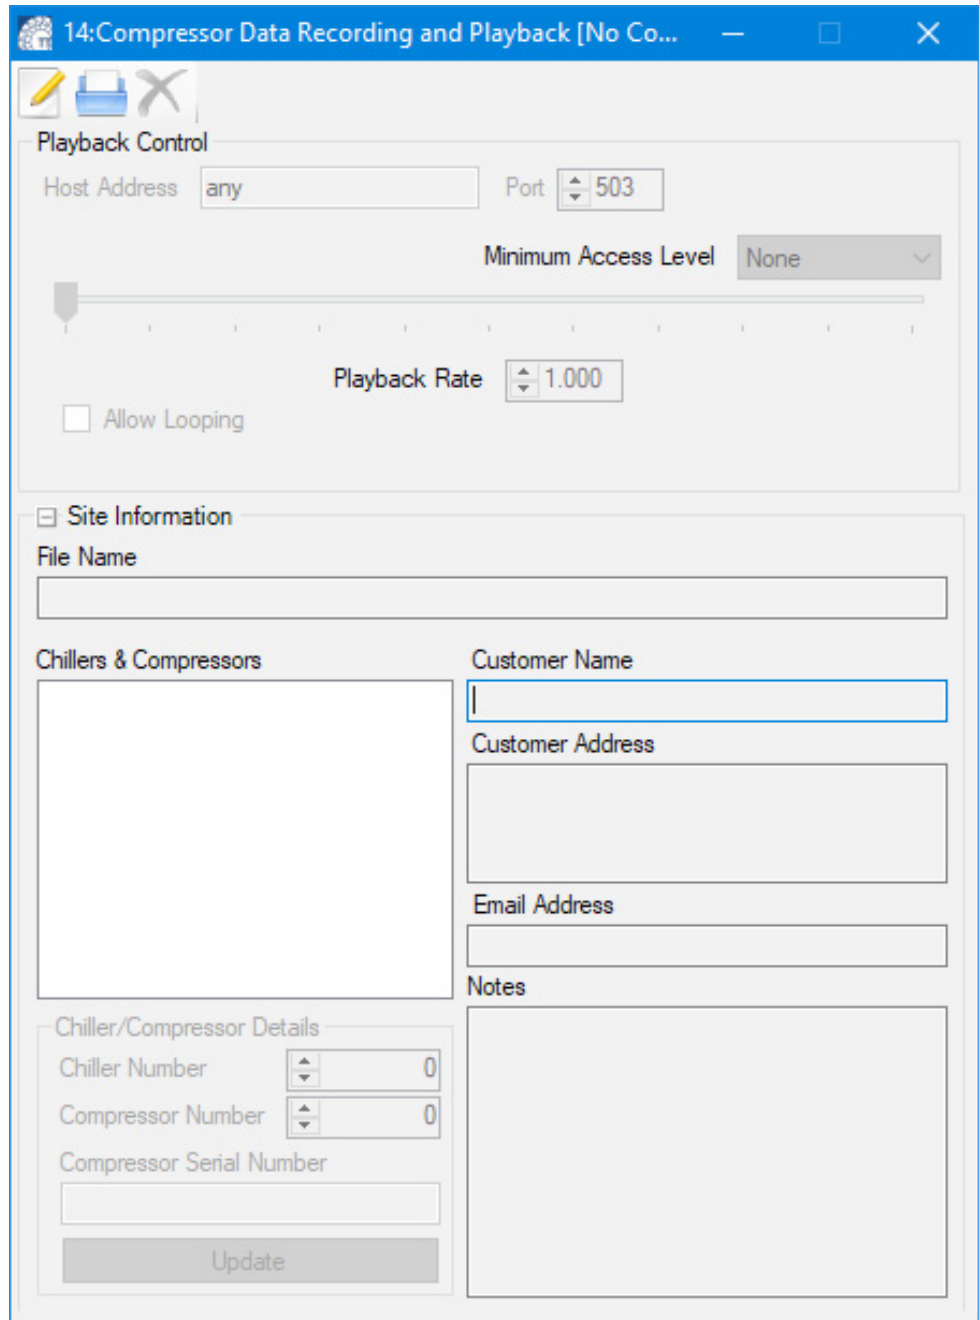 14:Compressor Data Recording and Playback [No Co...
Playback Control
Host Address any Port 503
Minimum Access Level None
Playback Rate 1.000
Allow Looping
Site Information
File Name
Chillers & Compressors
Customer Name
Customer Address
Email Address
Notes
Chiller/Compressor Details
Chiller Number 0
Compressor Number 0
Compressor Serial Number
Update